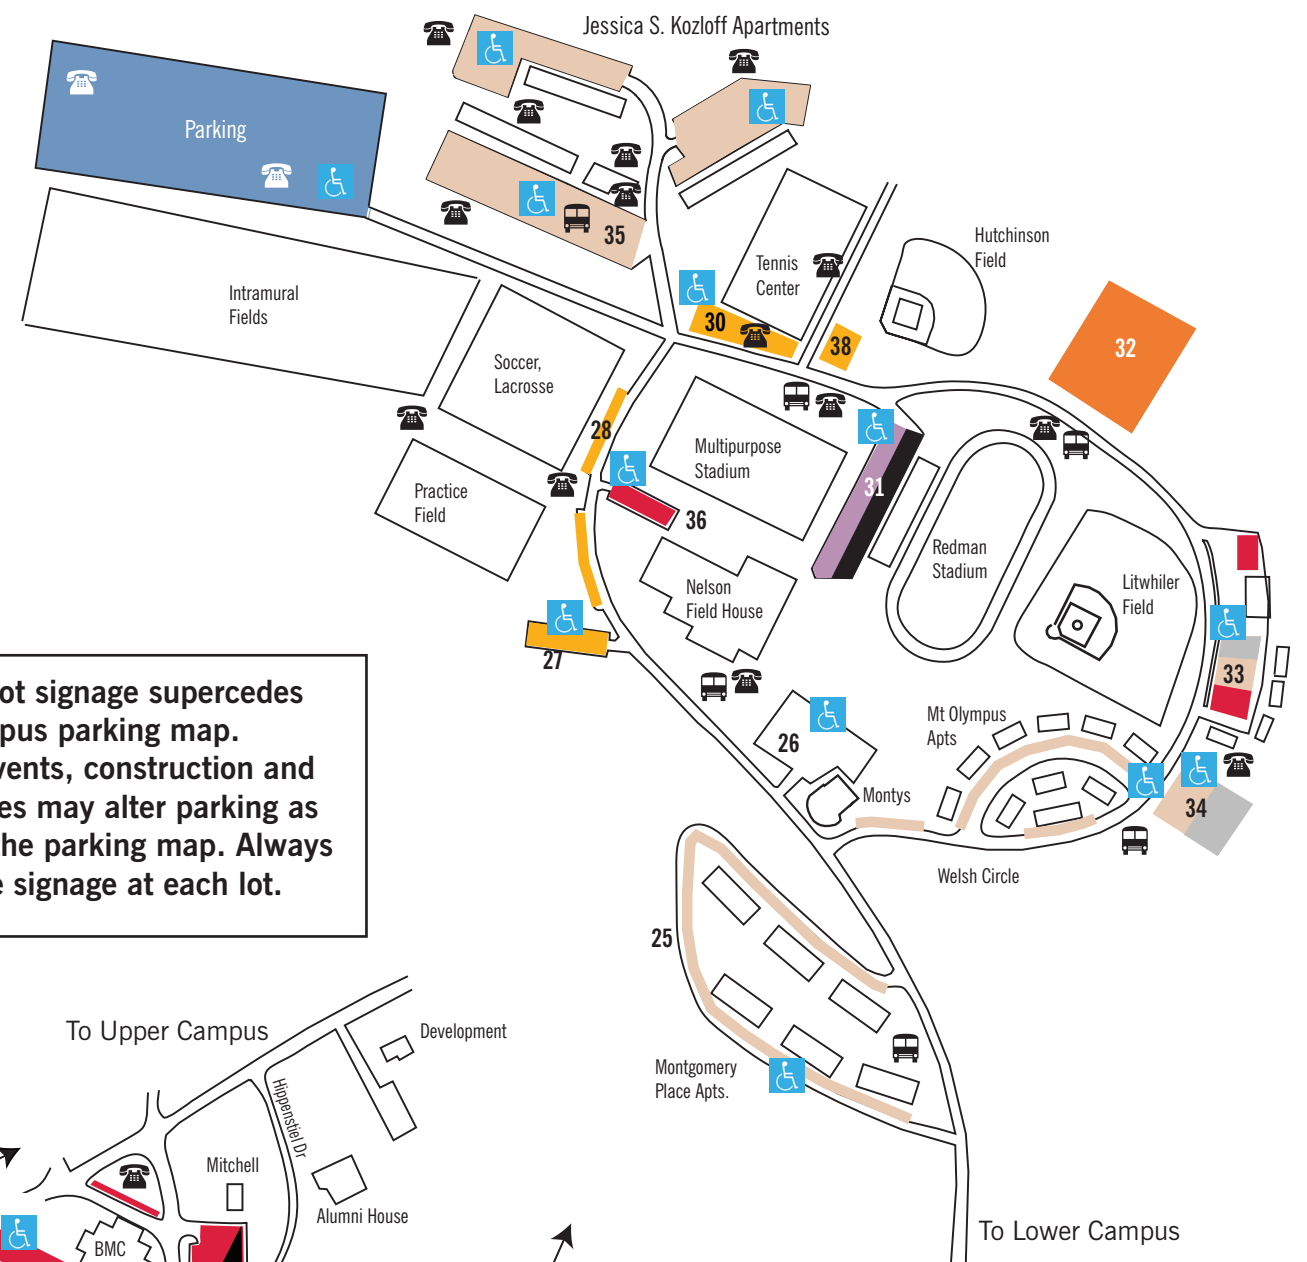 Jessica S. Kozloff Apartments
Parking
35
Hutchinson
Field
Tennis
Center
Intramural
Fields
30
38
32
Soccer,
Lacrosse
28
Multipurpose
Stadium
31
Practice
Field
36
Redman
Stadium
Litwhiler
Field
Nelson
Field House
27
33
ot signage supercedes
pus parking map.
vents, construction and
es may alter parking as
the parking map. Always
e signage at each lot.
Mt Olympus
Apts
26
Montys
34
Welsh Circle
25
To Upper Campus
Development
Montgomery
Place Apts.
Hippenstiel Dr
Mitchell
Alumni House
BMC
To Lower Campus